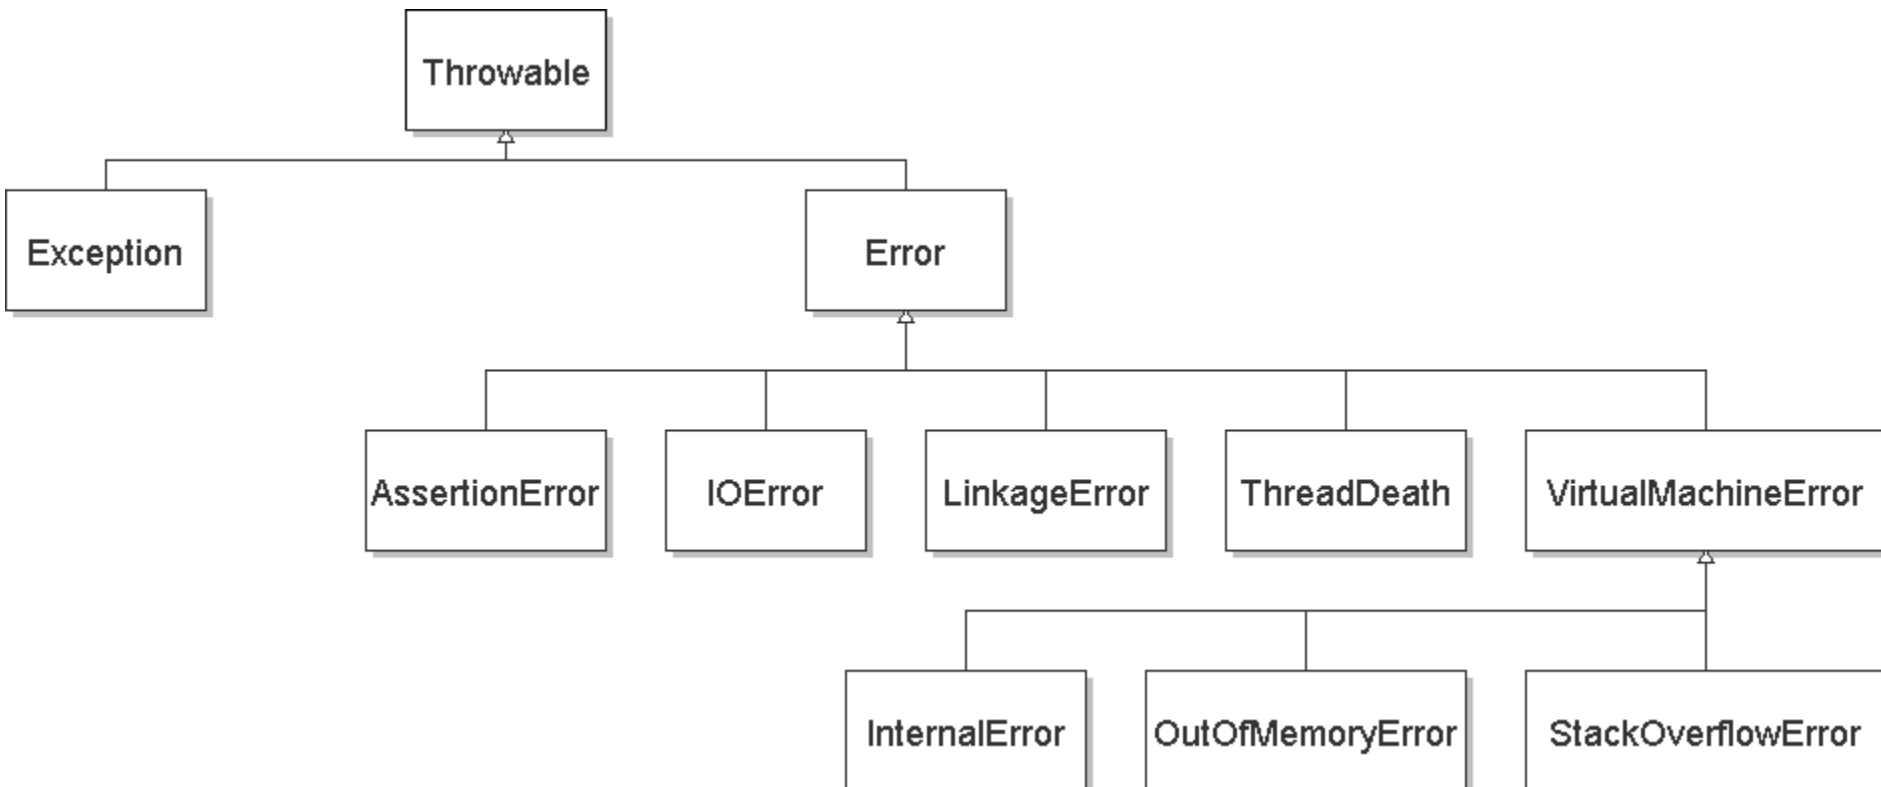 Throwable
Exception
Error
AssertionError
IOError
LinkageError
ThreadDeath
VirtualMachineError
InternalError
OutOfMemoryError
StackOverflowError